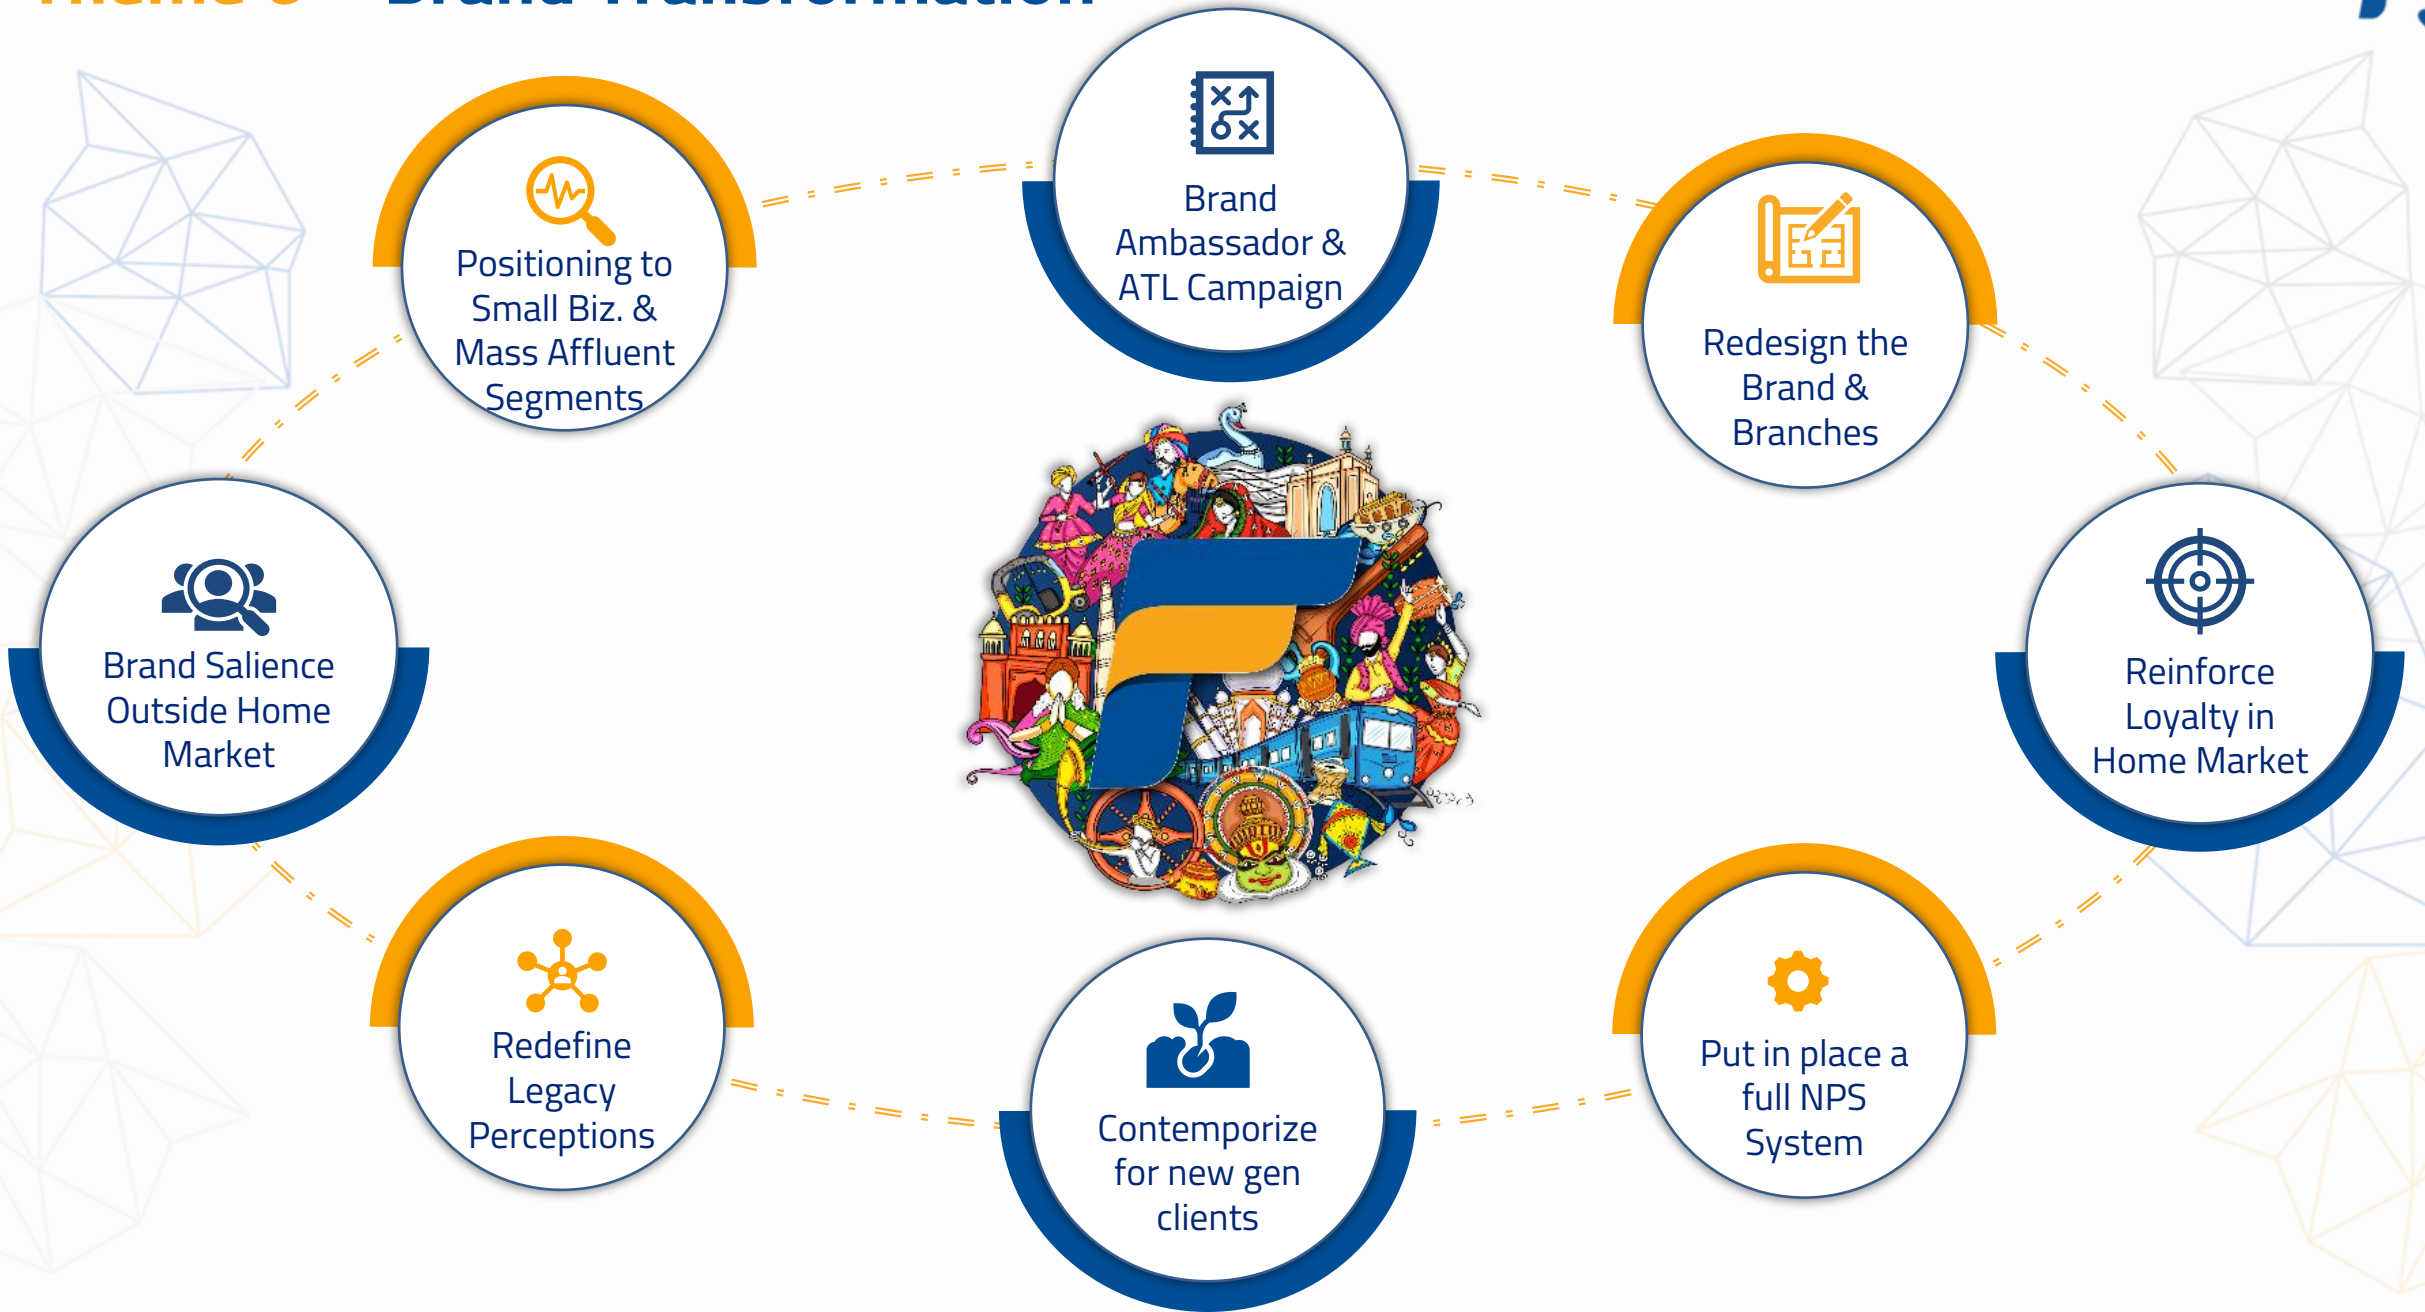 Brand Transformation
Brand
Ambassador &
ATL Campaign
Positioning to
Small Biz. &
Mass Affluent
Segments
Redesign the
Brand &
Branches
Brand Salience
Outside Home
Market
Reinforce
Loyalty in
Home Market
Redefine
Legacy
Perceptions
Contemporize
for new gen
clients
Put in place a
full NPS
System